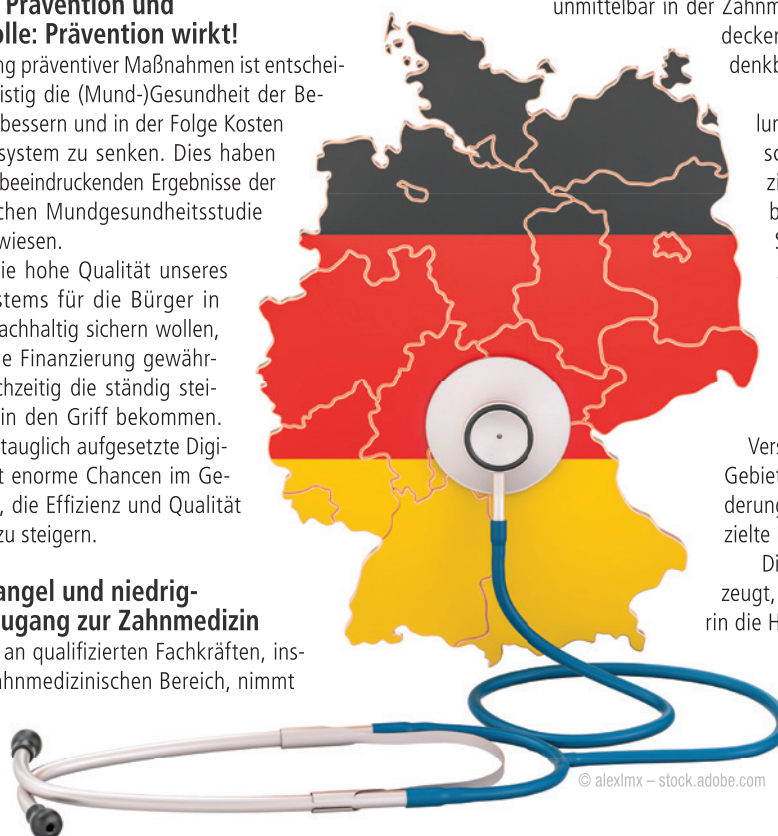 Prävention und
olle: Prävention wirkt!
ng präventiver Maßnahmen ist entschei-
istig die (Mund-)Gesundheit der Be-
bessern und in der Folge Kosten
system zu senken. Dies haben
beeindruckenden Ergebnisse der
chen Mundgesundheitsstudie
wiesen.
ie hohe Qualität unseres
stems für die Bürger in
achhaltig sichern wollen,
e Finanzierung gewähr-
chzeitig die ständig stei-
in den Griff bekommen.
tauglich aufgesetzte Digi-
t enorme Chancen im Ge-
, die Effizienz und Qualität
zu steigern.
angel und niedrig-
ugang zur Zahnmedizin
an qualifizierten Fachkräften, ins-
ahnmedizinischen Bereich, nimmt
unmittelbar in der Zahnm
decken
denkb
lun
sc
zi
b
S
Vers
Gebiet
derung
zielte
Di
zeugt,
rin die H
© alexlmx – stock.adobe.com